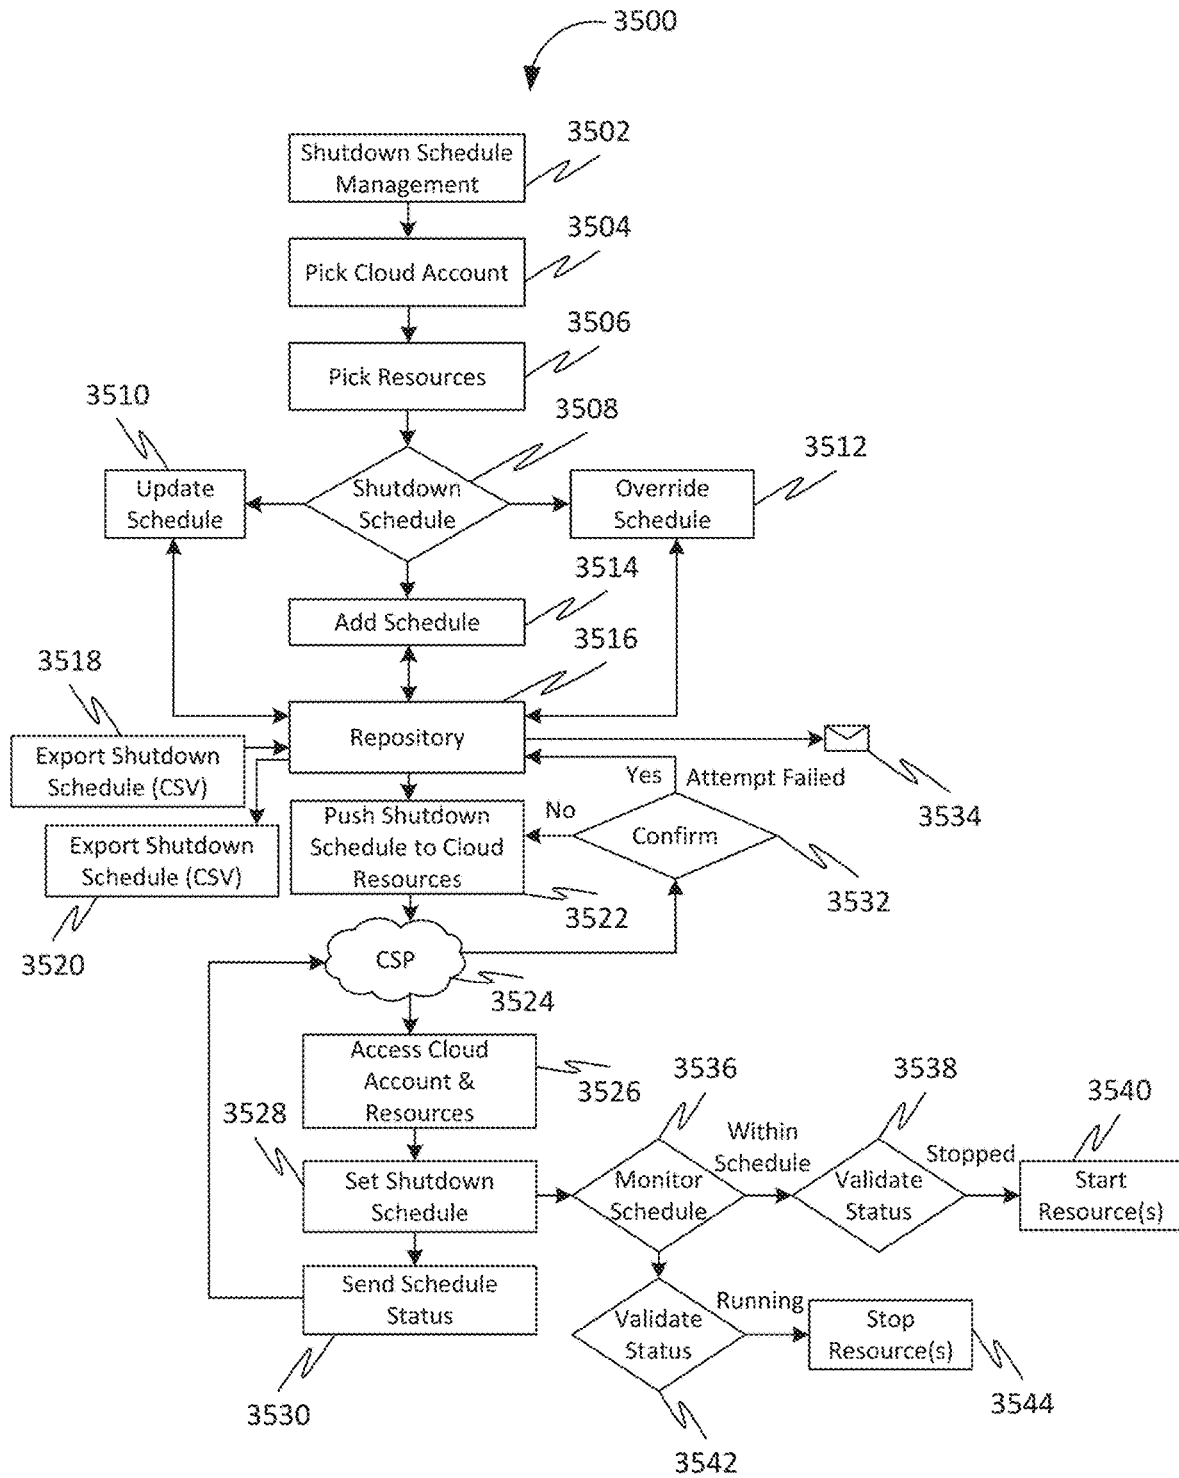 3500
3502
Shutdown Schedule
Management
3504
Pick Cloud Account
3506
Pick Resources
3510
3508
3512
Update
Schedule
Shutdown
Schedule
Override
Schedule
3514
Add Schedule
3516
3518
Repository
Export Shutdown
Schedule (CSV)
Yes
Attempt Failed
3534
Push Shutdown
Schedule to Cloud
Resources
No
Confirm
Export Shutdown
Schedule (CSV)
3522
3532
3520
CSP
3524
Access Cloud
Account &
Resources
3526
3536
3538
3540
3528
Within
Schedule
Stopped
Set Shutdown
Schedule
Monitor
Schedule
Validate
Status
Start
Resource(s)
Send Schedule
Status
Running
Validate
Status
Stop
Resource(s)
3530
3544
3542